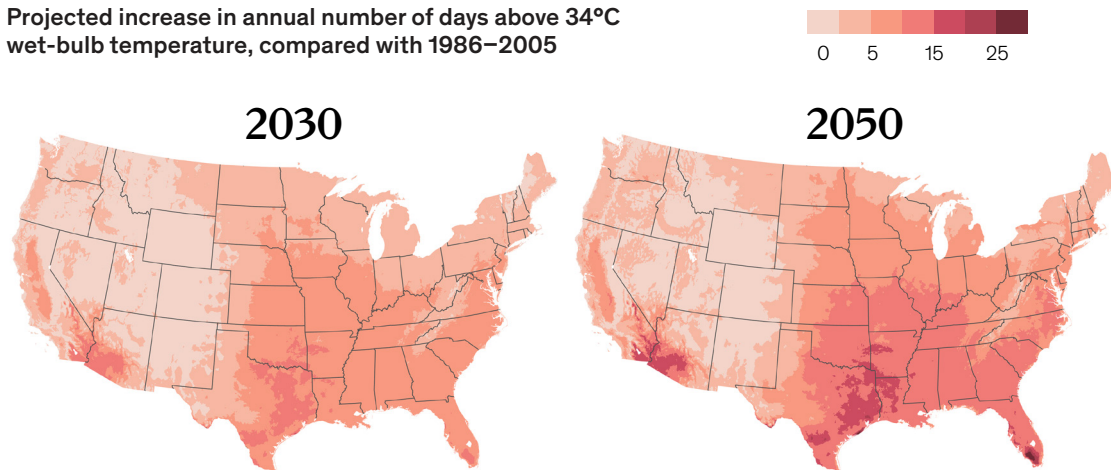 Projected increase in annual number of days above 34°C
wet-bulb temperature, compared with 1986–2005
0 5 15 25
2030
2050